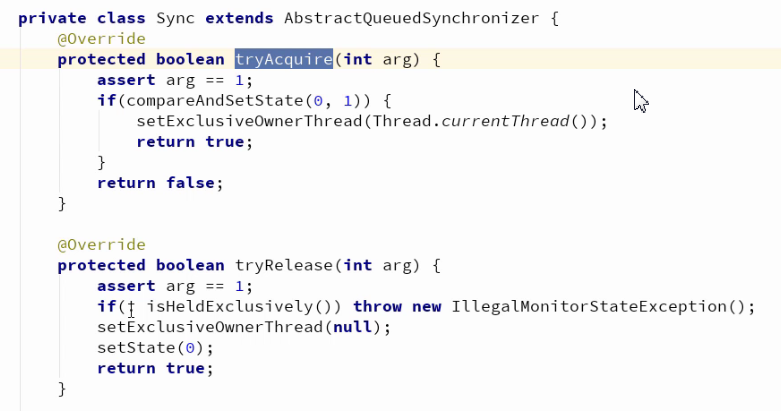 private class Sync extends AbstractQueuedSynchronizer {
@Override
protected boolean tryAcquire(int arg) {
assert arg == 1;
if(compareAndSetState(0, 1)) {
setExclusiveOwnerThread(Thread.currentThread());
return true;
}
return false;
}
@Override
protected boolean tryRelease(int arg) {
assert arg == 1;
if(! isHeldExclusively()) throw new IllegalMonitorStateException();
setExclusiveOwnerThread(null);
setState(0);
return true;
}